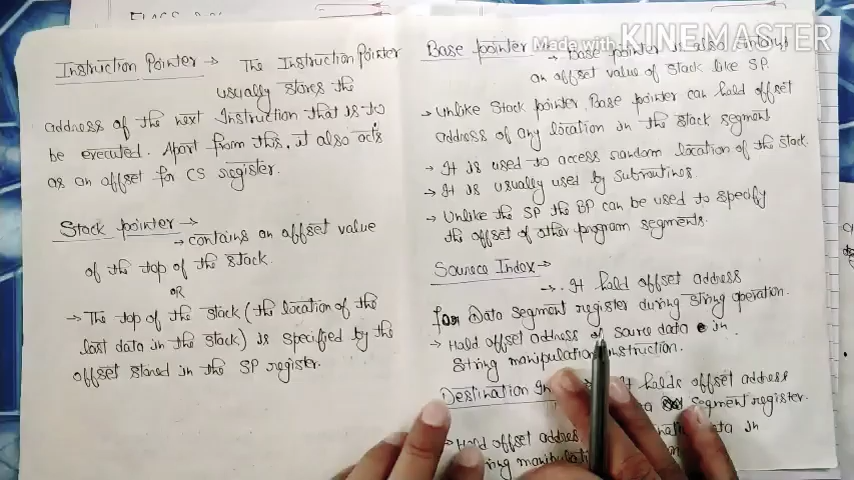 Instruction Pointer → The Instruction Pointer
usually stores the
address of the next Instruction that is to
be executed. Apart from this, it also acts
as an offset for CS register.
Stack pointer →
→ contains an offset value
of the top of the stack.
OR
→ The top of the stack (the location of the
last data in the stack) is specified by the
offset stored in the SP register.
Base pointer
→ Base pointer is also contains
an offset value of stack like SP.
→ Unlike Stack pointer, Base pointer can hold offset
address of any location in the stack segment
→ It is used to access random location of the stack.
→ It is usually used by subroutines.
→ Unlike the SP the BP can be used to specify
the offset of other program segments.
Source Index →
→ It hold offset address
for Data segment register during string operation.
→ Hold offset address of source data in
string manipulation instruction.
Destination It holds offset address
segment register.
→ Hold offset address data in
Made with KINEMASTER